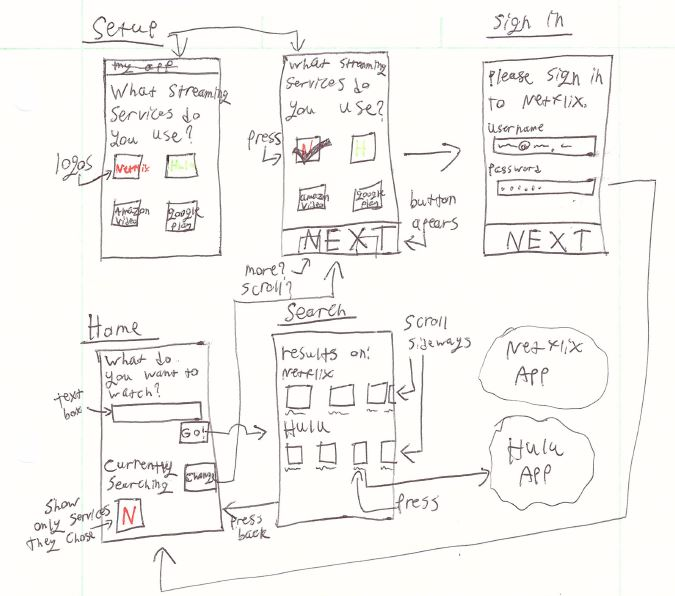 Setup
my app
What Streaming
Services do
you use?
logos
Netflix
Hulu
Amazon
Video
google
play
What Streaming
Services do
you use?
press
N
H
amazon
Video
google
play
NEXT
button
apears
more?
scroll?
Sign in
Please sign in
to Netflix.
Username
@
Password
NEXT
Home
What do
you want to
watch?
text
box
Go!
Currently
Searching
Change
N
Show
only services
they chose
Search
results on:
Netflix
Hulu
scroll
sideways
press
press
back
Netflix
App
Hulu
App